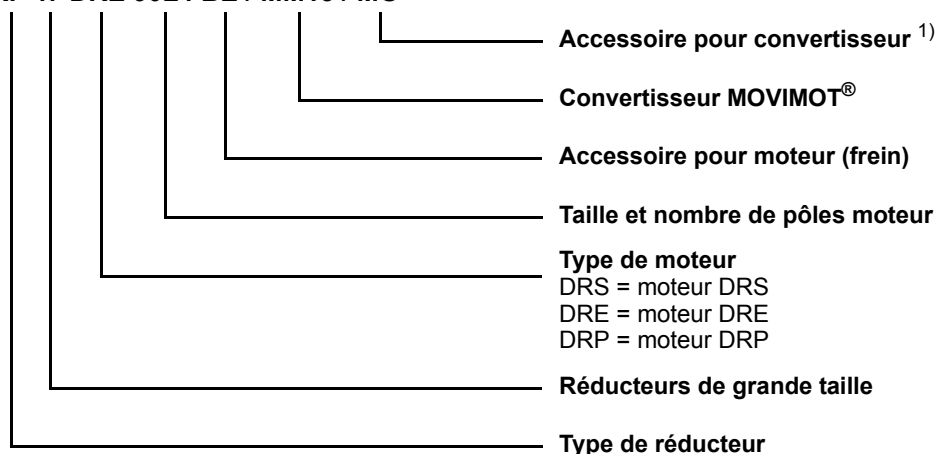 Accessoire pour convertisseur 1)
Convertisseur MOVIMOT®
Accessoire pour moteur (frein)
Taille et nombre de pôles moteur
Type de moteur
DRS = moteur DRS
DRE = moteur DRE
DRP = moteur DRP
Réducteurs de grande taille
Type de réducteur